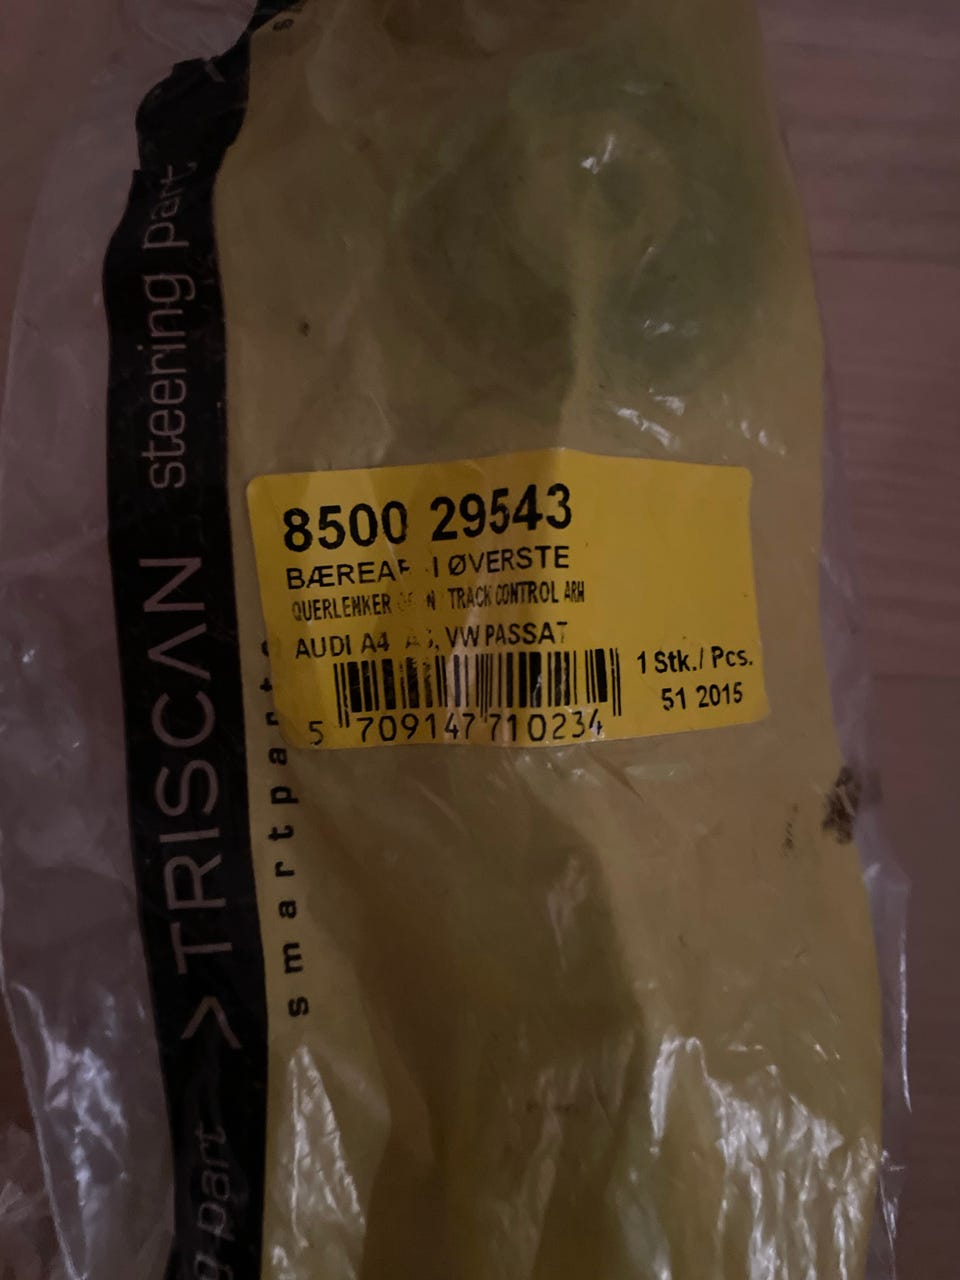 8500 29543
ØVERSTE
QUERLENKER TRACK CONTROL ARM
AUDI A4 VW PASSAT
1 Stk./ Pcs.
51 2015
5 709147 710234
steering part
>TRISCAN
smartparts
part